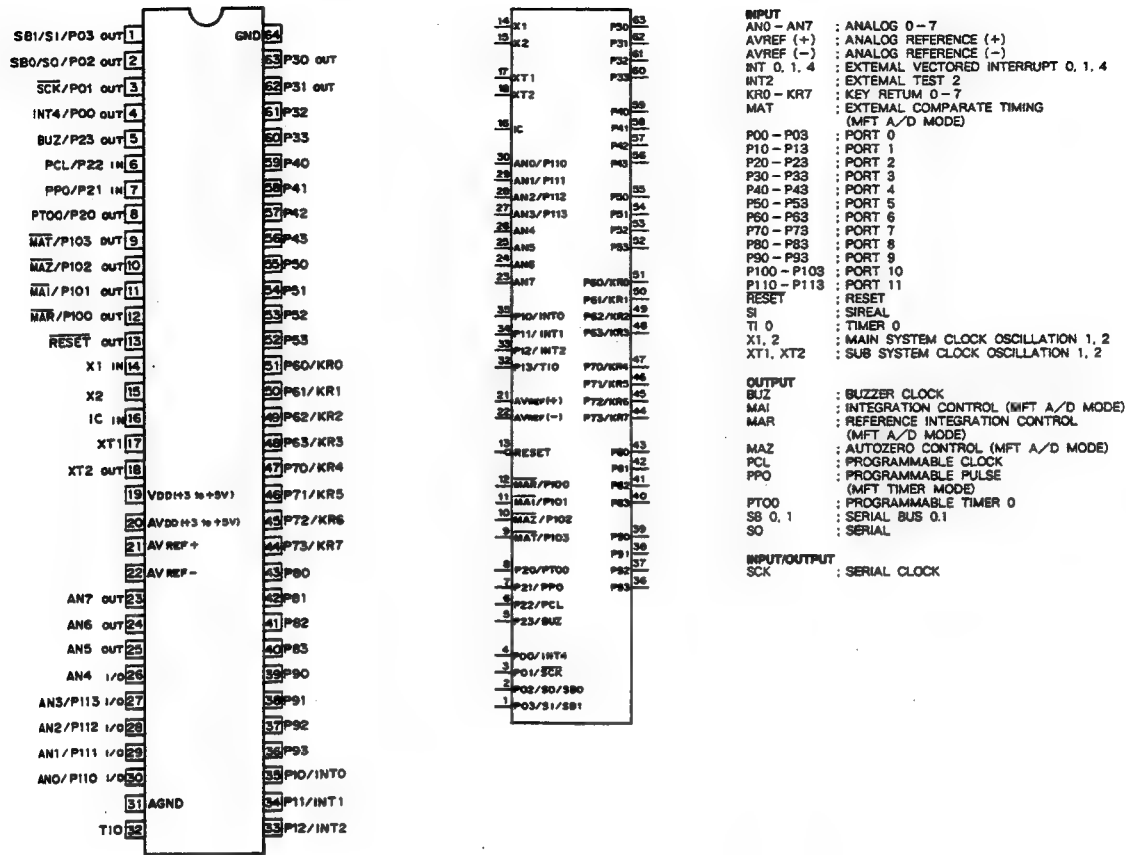 SB1/S1/P03 OUT 1
SB0/SO/P02 OUT 2
SCK/P01 OUT 3
INT4/P00 OUT 4
BUZ/P23 OUT 5
PCL/P22 IN 6
PPO/P21 IN 7
PTOO/P20 OUT 8
MAT/P103 OUT 9
MAZ/P102 OUT 10
MAI/P101 OUT 11
MAR/P100 OUT 12
RESET OUT 13
X1 IN 14
X2 15
IC IN 16
XT1 17
XT2 OUT 18
19 VDD(+3 to +5V)
20 AVDD (+3 to +5V)
21 AV REF+
22 AV REF-
AN7 OUT 23
AN6 OUT 24
AN5 OUT 25
AN4 I/O 26
AN3/P113 I/O 27
AN2/P112 I/O 28
AN1/P111 I/O 29
AN0/P110 I/O 30
31 AGND
TIO 32
GND 64
63 P30 OUT
62 P31 OUT
61 P32
60 P33
59 P40
58 P41
57 P42
56 P43
55 P50
54 P51
53 P52
52 P53
51 P60/KR0
50 P61/KR1
49 P62/KR2
48 P63/KR3
47 P70/KR4
46 P71/KR5
45 P72/KR6
44 P73/KR7
43 P80
42 P81
41 P82
40 P83
39 P90
38 P91
37 P92
36 P93
35 P10/INT0
34 P11/INT1
33 P12/INT2
14 X1
15 X2
17 XT1
18 XT2
16 IC
30 AN0/P110
29 AN1/P111
28 AN2/P112
27 AN3/P113
26 AN4
25 AN5
24 AN6
23 AN7
35 P10/INT0
34 P11/INT1
33 P12/INT2
32 P13/TIO
21 AVREF(+)
22 AVREF(-)
13 RESET
12 MAR/P100
11 MAI/P101
10 MAZ/P102
9 MAT/P103
8 P20/PTOO
7 P21/PPO
6 P22/PCL
5 P23/BUZ
4 P00/INT4
3 P01/SCK
2 P02/SO/SB0
1 P03/S1/SB1
P30 63
P31 62
P32 61
P33 60
P40 59
P41 58
P42 57
P43 56
P50 55
P51 54
P52 53
P53 52
P60/KR0 51
P61/KR1 50
P62/KR2 49
P63/KR3 48
P70/KR4 47
P71/KR5 46
P72/KR6 45
P73/KR7 44
P80 43
P81 42
P82 41
P83 40
P90 39
P91 38
P92 37
P93 36
INPUT
AN0-AN7 : ANALOG 0-7
AVREF (+) : ANALOG REFERENCE (+)
AVREF (-) : ANALOG REFERENCE (-)
INT 0, 1, 4 : EXTEMAL VECTORED INTERRUPT 0, 1, 4
INT2 : EXTEMAL TEST 2
KR0-KR7 : KEY RETUM 0-7
MAT : EXTEMAL COMPARATE TIMING
(MFT A/D MODE)
P00-P03 : PORT 0
P10-P13 : PORT 1
P20-P23 : PORT 2
P30-P33 : PORT 3
P40-P43 : PORT 4
P50-P53 : PORT 5
P60-P63 : PORT 6
P70-P73 : PORT 7
P80-P83 : PORT 8
P90-P93 : PORT 9
P100-P103 : PORT 10
P110-P113 : PORT 11
RESET : RESET
SI : SIREAL
TI 0 : TIMER 0
X1, 2 : MAIN SYSTEM CLOCK OSCILLATION 1, 2
XT1, XT2 : SUB SYSTEM CLOCK OSCILLATION 1, 2
OUTPUT
BUZ : BUZZER CLOCK
MAI : INTEGRATION CONTROL (MFT A/D MODE)
MAR : REFERENCE INTEGRATION CONTROL
(MFT A/D MODE)
MAZ : AUTOZERO CONTROL (MFT A/D MODE)
PCL : PROGRAMMABLE CLOCK
PPO : PROGRAMMABLE PULSE
(MFT TIMER MODE)
PTOO : PROGRAMMABLE TIMER 0
SB 0, 1 : SERIAL BUS 0.1
SO : SERIAL
INPUT/OUTPUT
SCK : SERIAL CLOCK